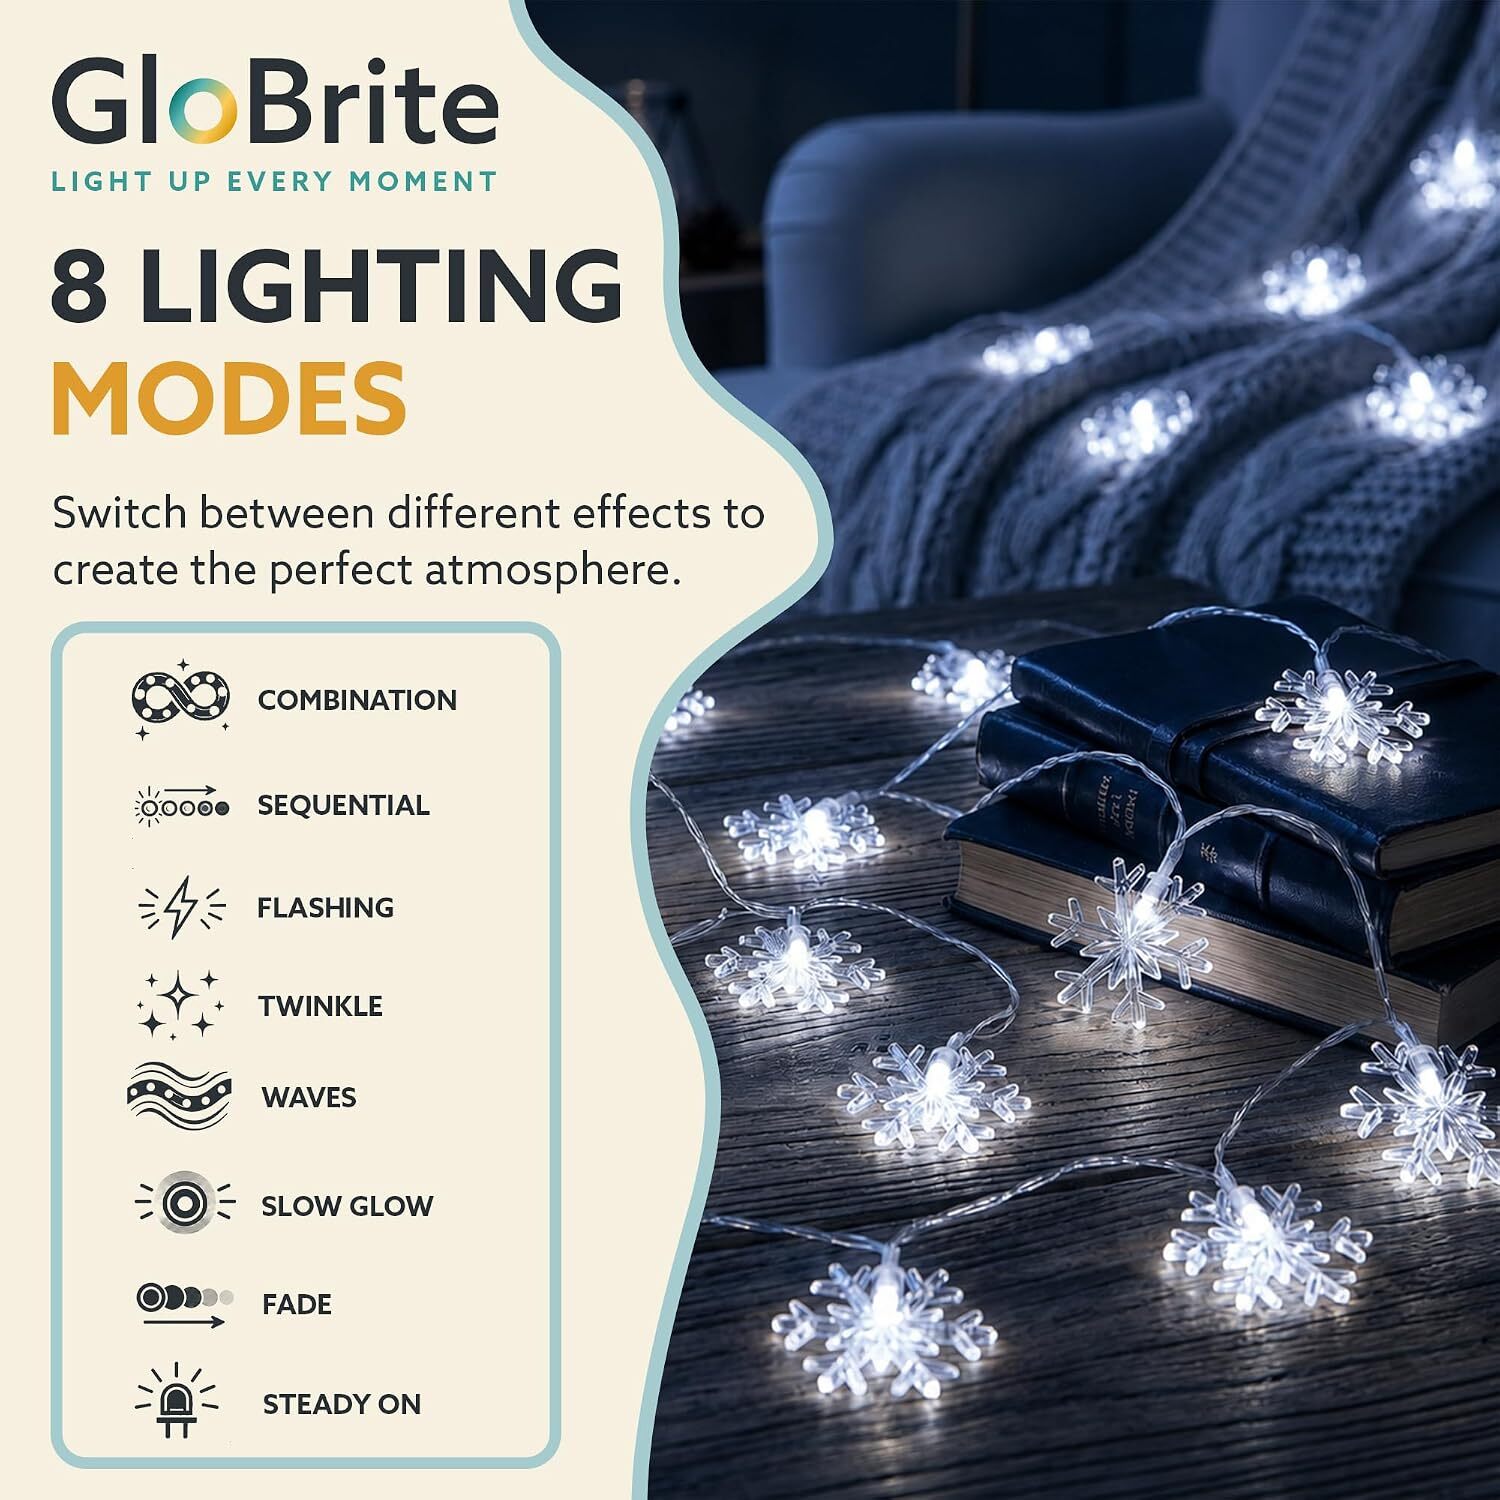 GloBrite
LIGHT UP EVERY MOMENT
8 LIGHTING
MODES
Switch between different effects to
create the perfect atmosphere.
COMBINATION
SEQUENTIAL
FLASHING
TWINKLE
WAVES
SLOW GLOW
FADE
STEADY ON